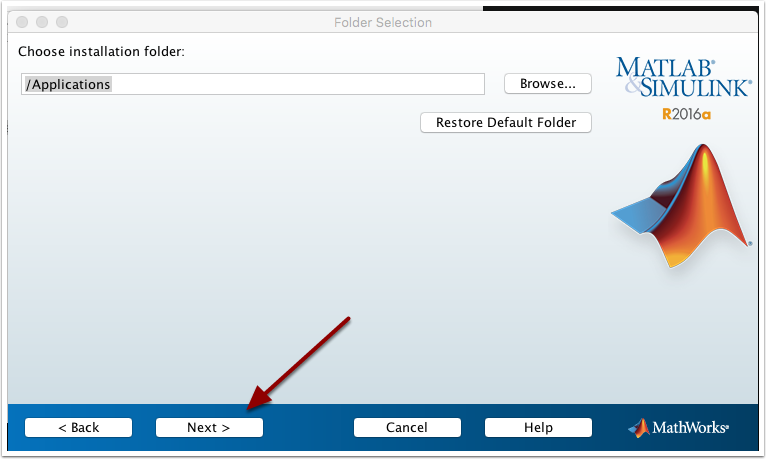 Folder Selection
Choose installation folder:
/Applications
Browse...
Restore Default Folder
MATLAB®
&SIMULINK®
R2016a
®
< Back
Next >
Cancel
Help
MathWorks®